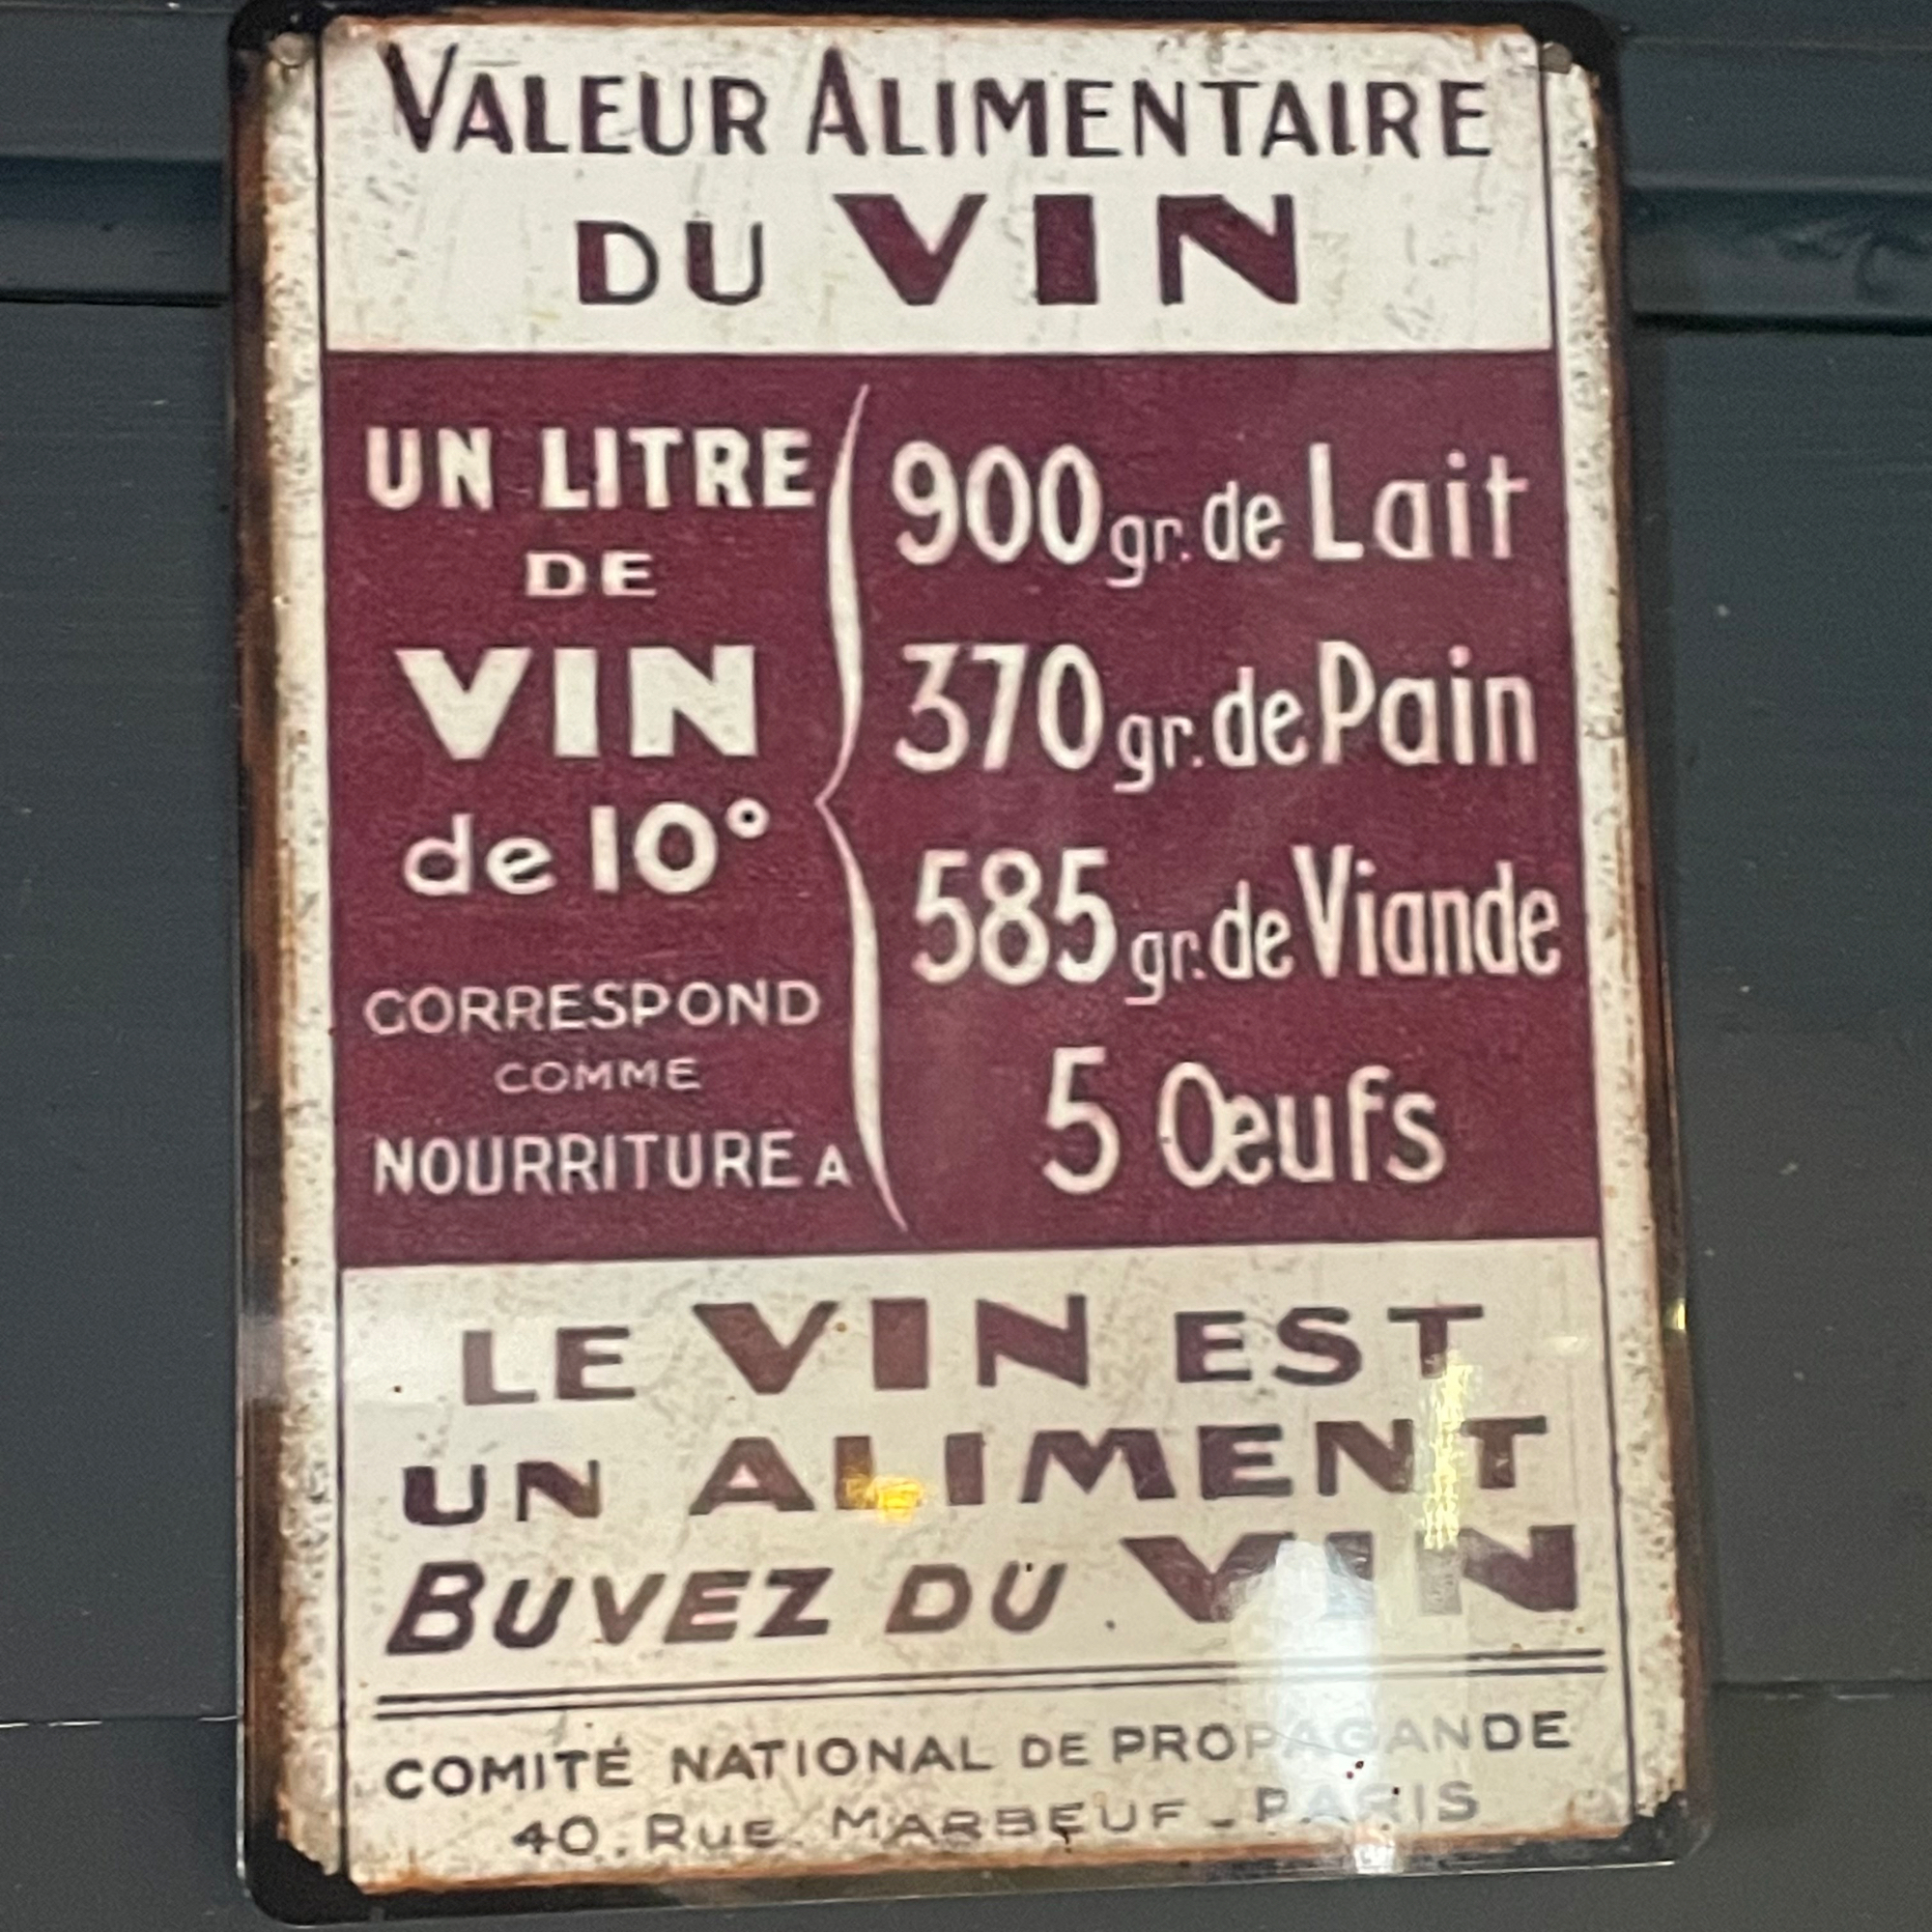 VALEUR ALIMENTAIRE
DU VIN
UN LITRE
DE
VIN
de 10°
CORRESPOND
COMME
NOURRITURE A
900 gr. de Lait
370 gr. de Pain
585 gr. de Viande
5 Œufs
LE VIN EST
UN ALIMENT
BUVEZ DU VIN
COMITÉ NATIONAL DE PROPAGANDE
40, RUE MARBEUF - PARIS